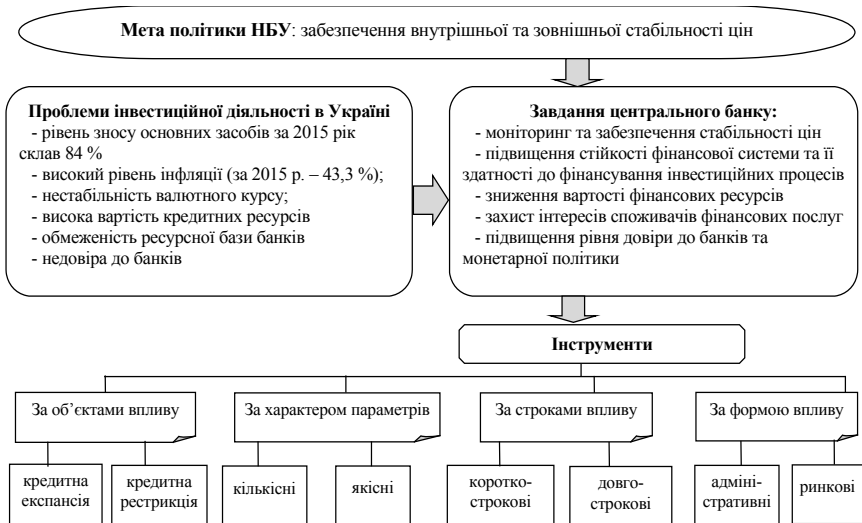 Мета політики НБУ: забезпечення внутрішньої та зовнішньої стабільності цін
Проблеми інвестиційної діяльності в Україні
- рівень зносу основних засобів за 2015 рік
склав 84 %
- високий рівень інфляції (за 2015 р. – 43,3 %);
- нестабільність валютного курсу;
- висока вартість кредитних ресурсів
- обмеженість ресурсної бази банків
- недовіра до банків
Завдання центрального банку:
- моніторинг та забезпечення стабільності цін
- підвищення стійкості фінансової системи та її
здатності до фінансування інвестиційних процесів
- зниження вартості фінансових ресурсів
- захист інтересів споживачів фінансових послуг
- підвищення рівня довіри до банків та
монетарної політики
Інструменти
За об’єктами впливу
За характером параметрів
За строками впливу
За формою впливу
кредитна
експансія
кредитна
рестрикція
кількісні
якісні
коротко-
строкові
довго-
строкові
адміні-
стративні
ринкові